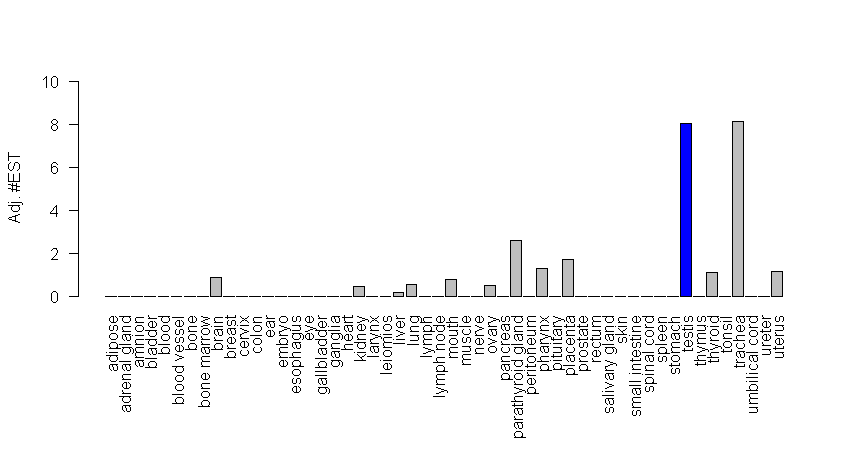 Adj. #EST
10
8
6
4
2
0
adipose
adrenal gland
amnion
bladder
blood
blood vessel
bone
bone marrow
brain
breast
cervix
colon
ear
embryo
esophagus
eye
gallbladder
ganglia
heart
kidney
larynx
leiomios
liver
lung
lymph
lymph node
mouth
muscle
nerve
ovary
pancreas
parathyroid gland
peritoneum
pharynx
pituitary
placenta
prostate
rectum
salivary gland
skin
small intestine
spinal cord
spleen
stomach
testis
thymus
thyroid
tonsil
trachea
umbilical cord
ureter
uterus